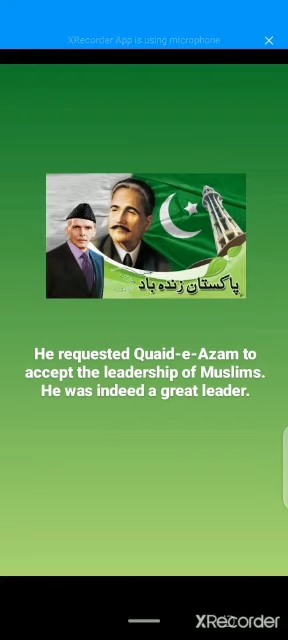 XRecorder App is using microphone
پاکستان زندہ باد
He requested Quaid-e-Azam to
accept the leadership of Muslims.
He was indeed a great leader.
XRecorder